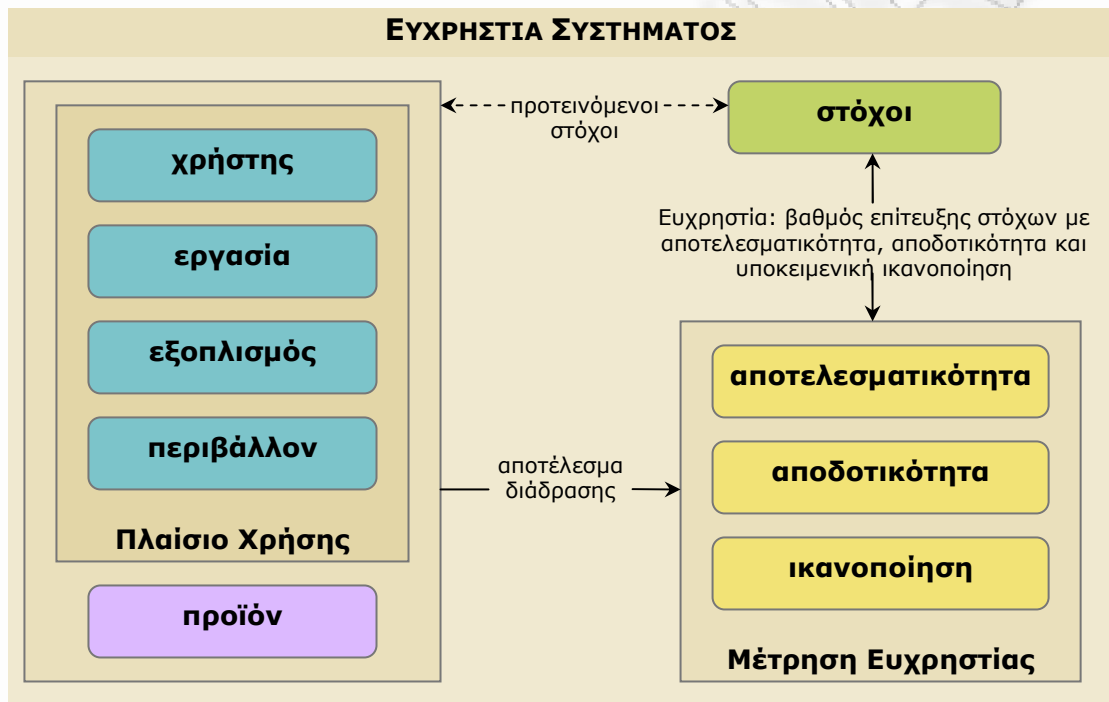 ΕΥΧΡΗΣΤΙΑ ΣΥΣΤΗΜΑΤΟΣ
χρήστης
εργασία
εξοπλισμός
περιβάλλον
Πλαίσιο Χρήσης
προϊόν
προτεινόμενοι
στόχοι
στόχοι
Ευχρηστία: βαθμός επίτευξης στόχων με
αποτελεσματικότητα, αποδοτικότητα και
υποκειμενική ικανοποίηση
αποτέλεσμα
διάδρασης
αποτελεσματικότητα
αποδοτικότητα
ικανοποίηση
Μέτρηση Ευχρηστίας